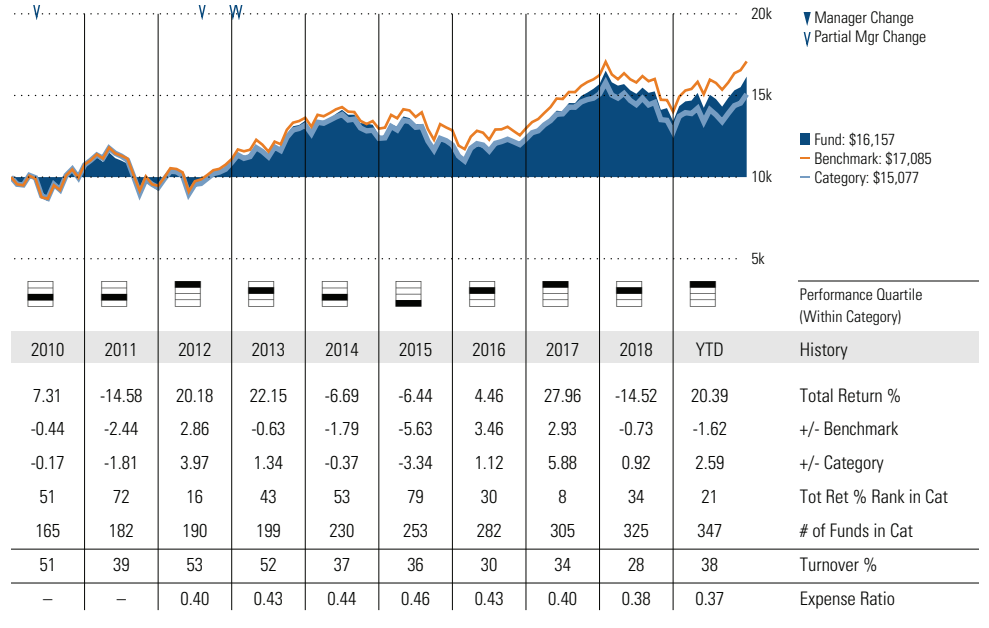 20k
Manager Change
Partial Mgr Change
15k
Fund: $16,157
Benchmark: $17,085
Category: $15,077
10k
5k
Performance Quartile
(Within Category)
2010 2011 2012 2013 2014 2015 2016 2017 2018 YTD History
7.31 -14.58 20.18 22.15 -6.69 -6.44 4.46 27.96 -14.52 20.39 Total Return %
-0.44 -2.44 2.86 -0.63 -1.79 -5.63 3.46 2.93 -0.73 -1.62 +/- Benchmark
-0.17 -1.81 3.97 1.34 -0.37 -3.34 1.12 5.88 0.92 2.59 +/- Category
51 72 16 43 53 79 30 8 34 21 Tot Ret % Rank in Cat
165 182 190 199 230 253 282 305 325 347 # of Funds in Cat
51 39 53 52 37 36 30 34 28 38 Turnover %
– – 0.40 0.43 0.44 0.46 0.43 0.40 0.38 0.37 Expense Ratio